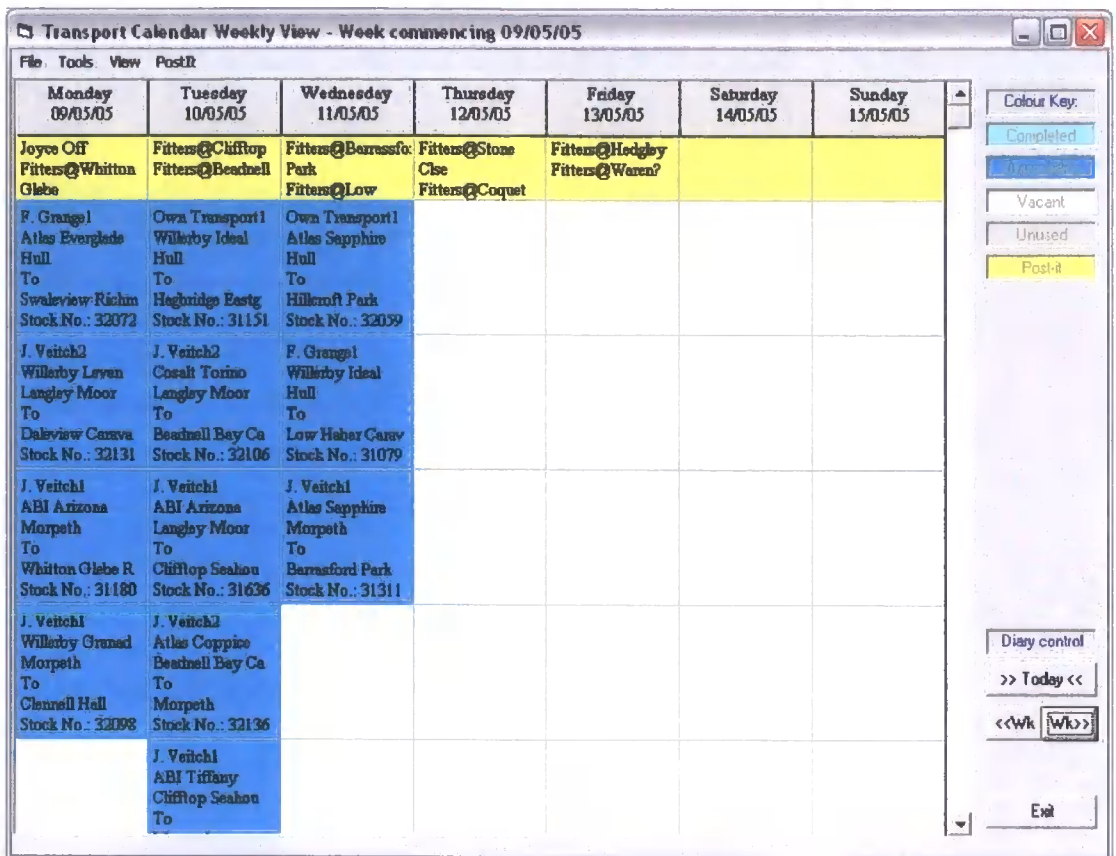 Transport Calendar Weekly View - Week commencing 09/05/05
File Tools View PostIt
Monday
09/05/05
Tuesday
10/05/05
Wednesday
11/05/05
Thursday
12/05/05
Friday
13/05/05
Saturday
14/05/05
Sunday
15/05/05
Joyce Off
Fitters@Whitton
Glebe
Fitters@Clifftop
Fitters@Beadnell
Fitters@Barrasfo
Park
Fitters@Low
Fitters@Stone
Clse
Fitters@Coquet
Fitters@Hedgley
Fitters@Waren?
F. Grange1
Atlas Everglade
Hull
To
Swaleview Richm
Stock No.: 32072
Own Transport1
Willerby Ideal
Hull
To
Hagbridge Eastg
Stock No.: 31151
Own Transport1
Atlas Sapphire
Hull
To
Hillcroft Park
Stock No.: 32059
J. Veitch2
Willerby Leven
Langley Moor
To
Daleview Carava
Stock No.: 32131
J. Veitch2
Cosalt Torino
Langley Moor
To
Beadnell Bay Ca
Stock No.: 32106
F. Grange1
Willerby Ideal
Hull
To
Low Haber Carav
Stock No.: 31079
J. Veitch1
ABI Arizona
Morpeth
To
Whitton Glebe R
Stock No.: 31180
J. Veitch1
ABI Arizona
Langley Moor
To
Clifftop Seahou
Stock No.: 31636
J. Veitch1
Atlas Sapphire
Morpeth
To
Barrasford Park
Stock No.: 31311
J. Veitch1
Willerby Granad
Morpeth
To
Clennell Hall
Stock No.: 32098
J. Veitch2
Atlas Coppice
Beadnell Bay Ca
To
Morpeth
Stock No.: 32136
J. Veitch1
ABI Tiffany
Clifftop Seahou
To
Colour Key:
Completed
Vacant
Unused
Post-it
Diary control
>> Today <<
<<Wk
Wk>>
Exit